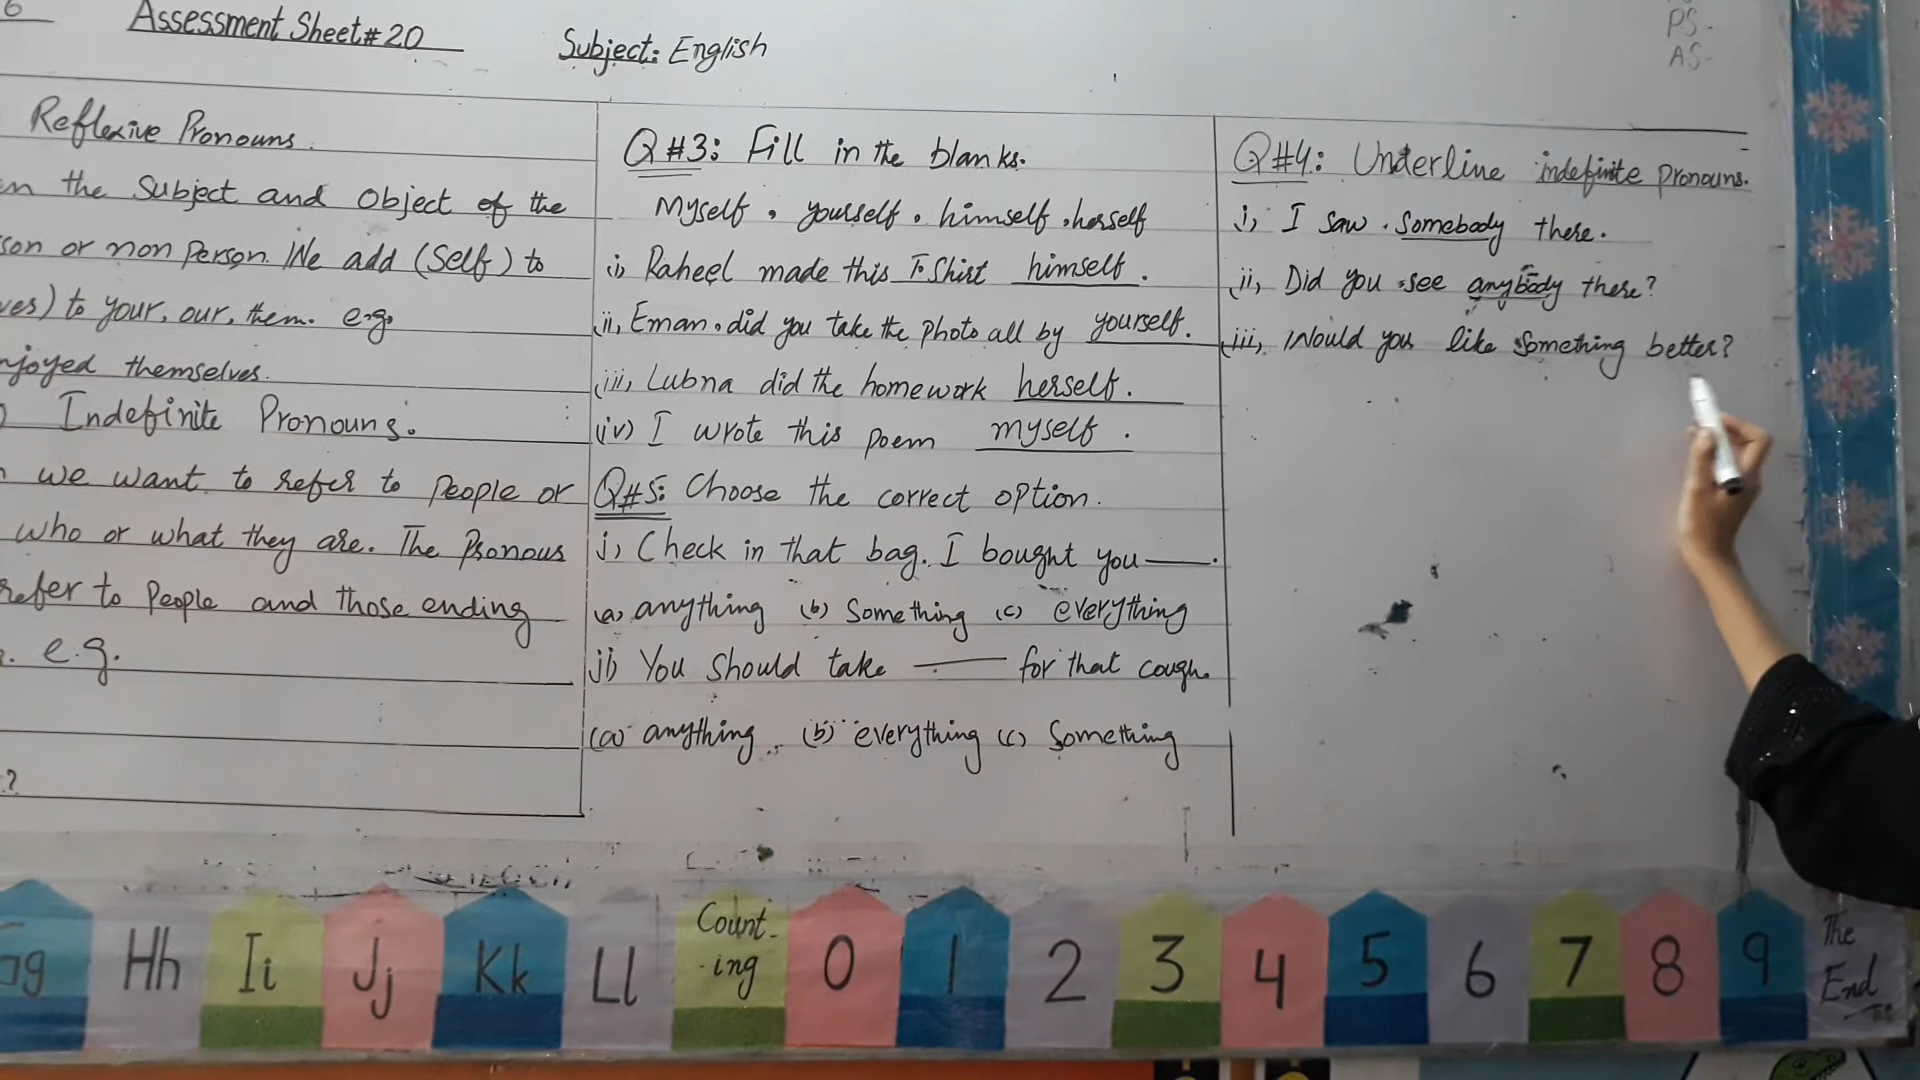 6
Assessment Sheet# 20
Subject: English
PS-
AS-
Reflexive Pronouns.
en the Subject and Object of the
son or non Person. We add (Self) to
ves) to your, our, them. e.g.
njoyed themselves.
Indefinite Pronouns.
we want to refer to People or
who or what they are. The Pronous
refer to People and those ending
. e.g.
?
Q#3: Fill in the blanks.
Myself, yourself, himself, herself
i) Raheel made this T-Shirt himself.
ii, Eman, did you take the photo all by yourself.
iii, Lubna did the homework herself.
iv) I wrote this poem myself.
Q#5: Choose the correct option.
i) Check in that bag. I bought you ____.
(a) anything (b) Something (c) everything
ii) You Should take ____ for that cough.
(a) anything (b) everything (c) Something
Q#4: Underline indefinite pronouns.
i, I saw somebody there.
ii, Did you see anybody there?
iii, Would you like something better?
Gg Hh Ii Jj Kk Ll Count-ing 0 1 2 3 4 5 6 7 8 9 The End